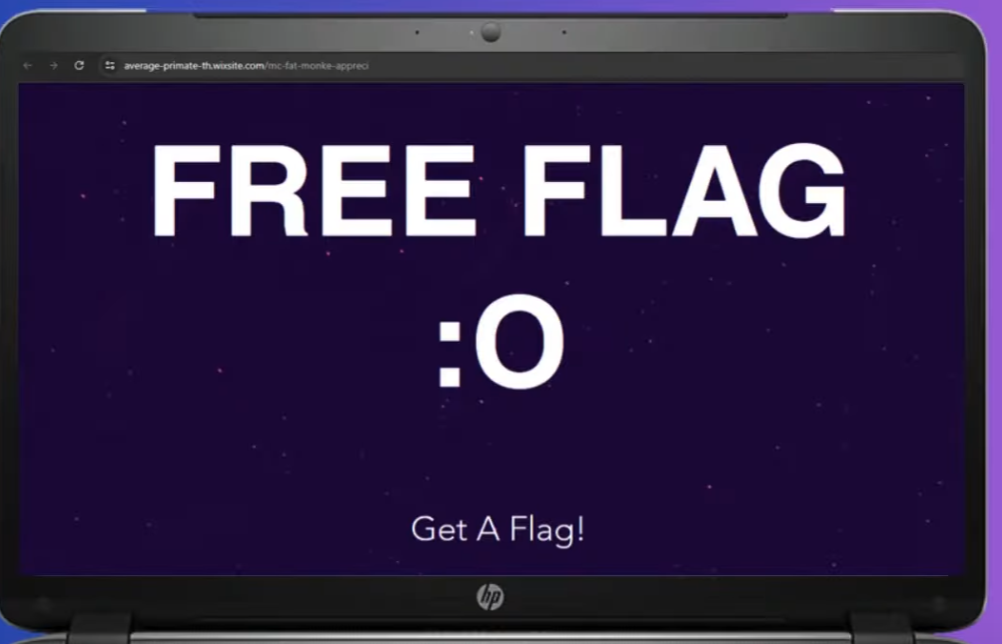 average-primate-th.wixsite.com/mc-fat-monke-appreci
FREE FLAG
:O
Get A Flag!
hp